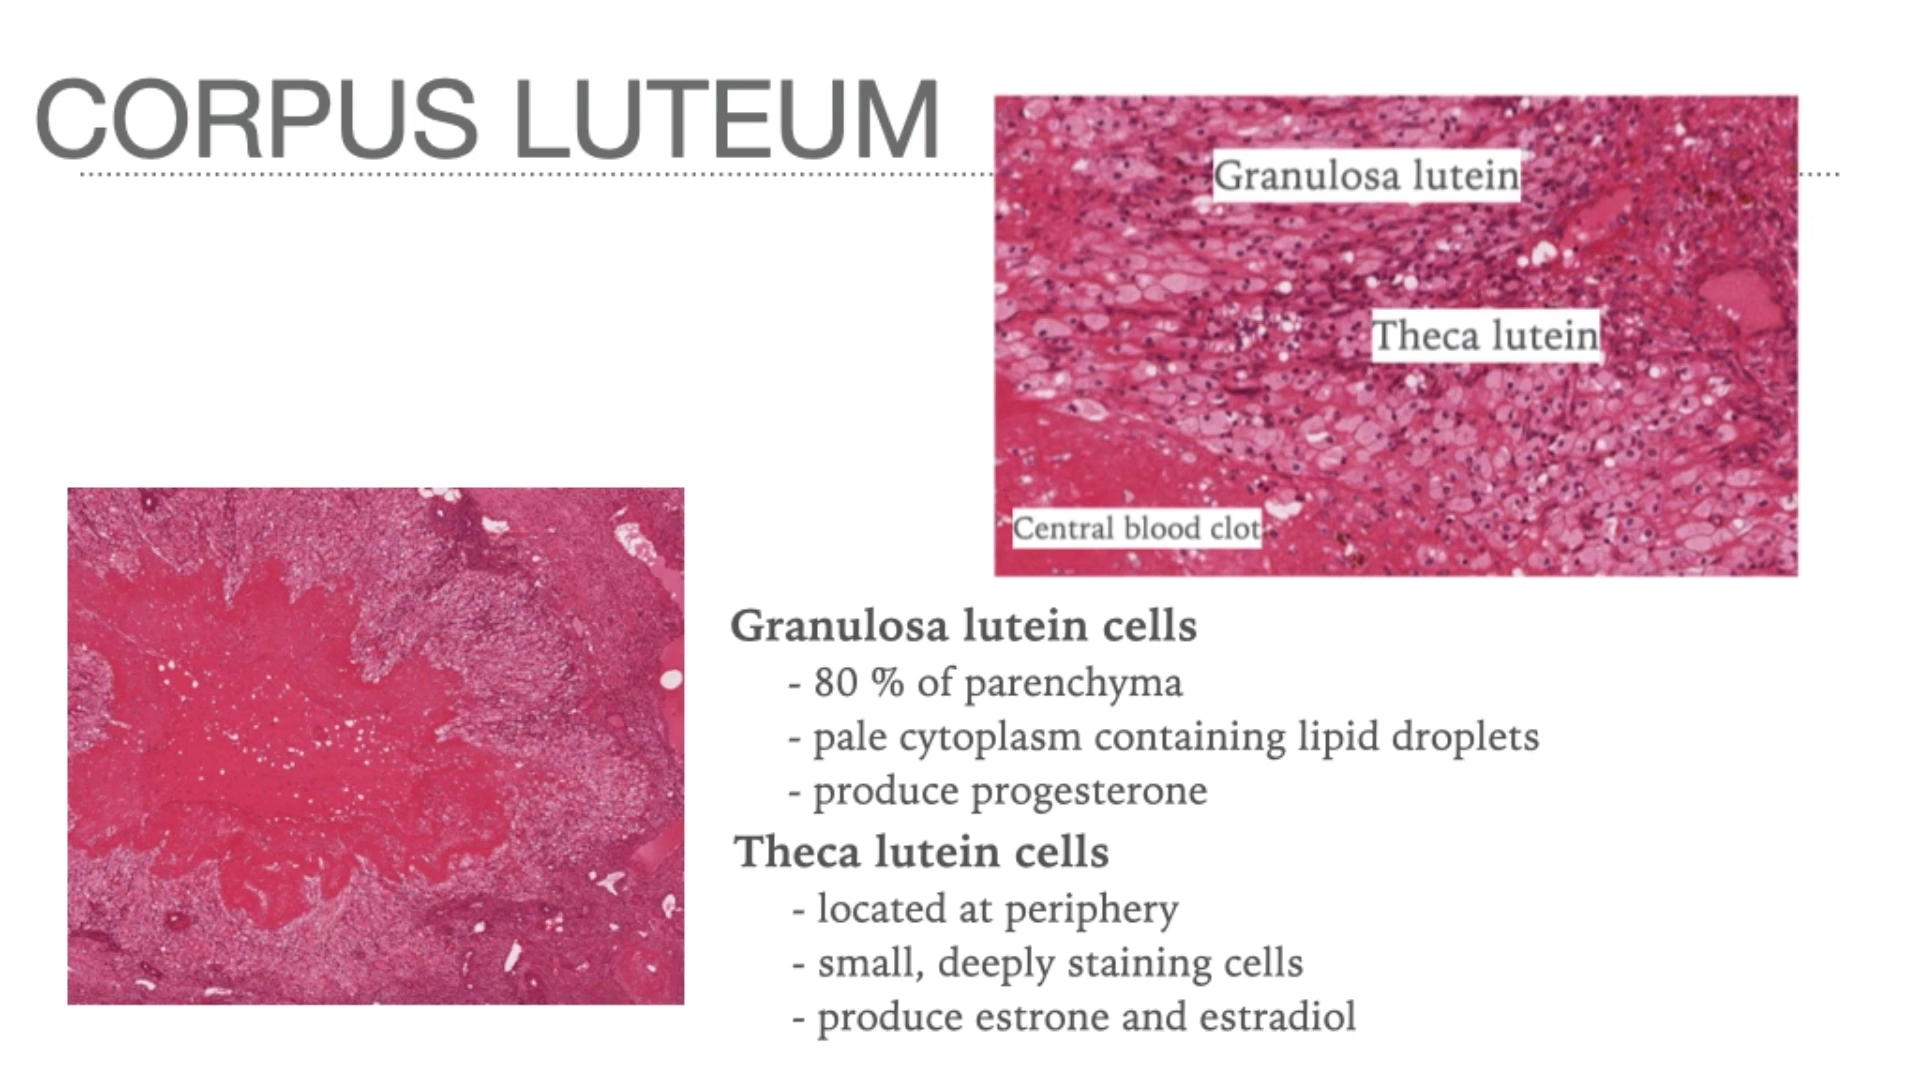 CORPUS LUTEUM
Granulosa lutein
Theca lutein
Central blood clot
Granulosa lutein cells
- 80 % of parenchyma
- pale cytoplasm containing lipid droplets
- produce progesterone
Theca lutein cells
- located at periphery
- small, deeply staining cells
- produce estrone and estradiol